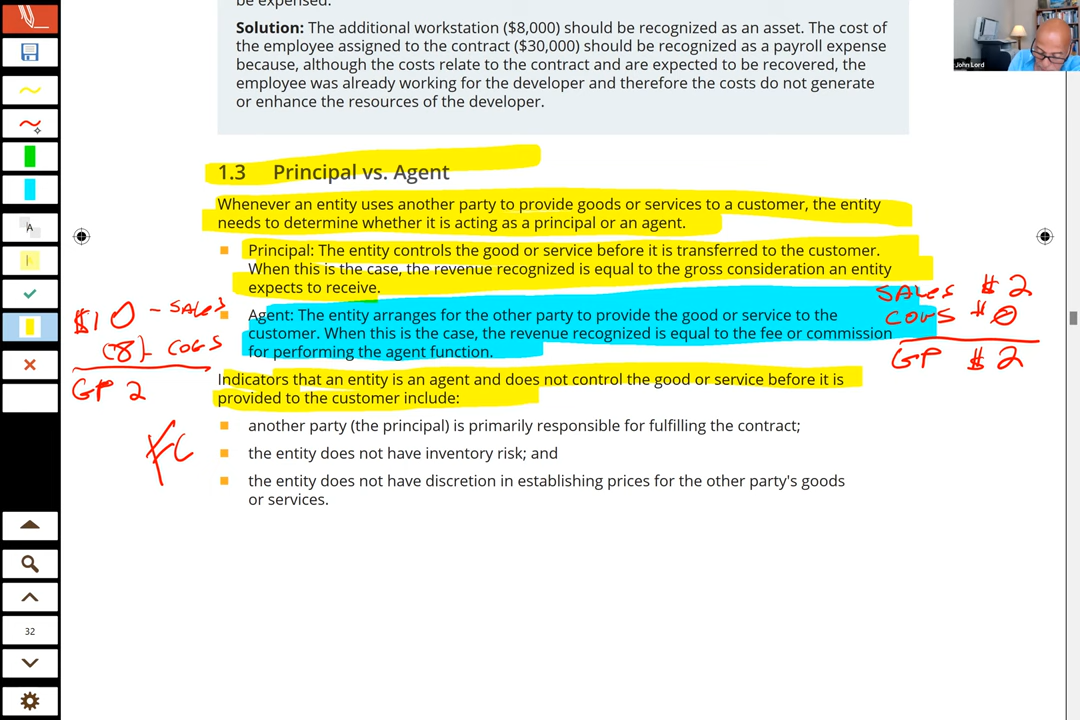 be expensed.
Solution: The additional workstation ($8,000) should be recognized as an asset. The cost of
the employee assigned to the contract ($30,000) should be recognized as a payroll expense
because, although the costs relate to the contract and are expected to be recovered, the
employee was already working for the developer and therefore the costs do not generate
or enhance the resources of the developer.
John Lord
1.3 Principal vs. Agent
Whenever an entity uses another party to provide goods or services to a customer, the entity
needs to determine whether it is acting as a principal or an agent.
Principal: The entity controls the good or service before it is transferred to the customer.
When this is the case, the revenue recognized is equal to the gross consideration an entity
expects to receive.
Agent: The entity arranges for the other party to provide the good or service to the
customer. When this is the case, the revenue recognized is equal to the fee or commission
for performing the agent function.
$10 - SALES
(8) COGS
GP 2
SALES $2
COGS $0
GP $2
Indicators that an entity is an agent and does not control the good or service before it is
provided to the customer include:
another party (the principal) is primarily responsible for fulfilling the contract;
the entity does not have inventory risk; and
the entity does not have discretion in establishing prices for the other party's goods
or services.
A
32